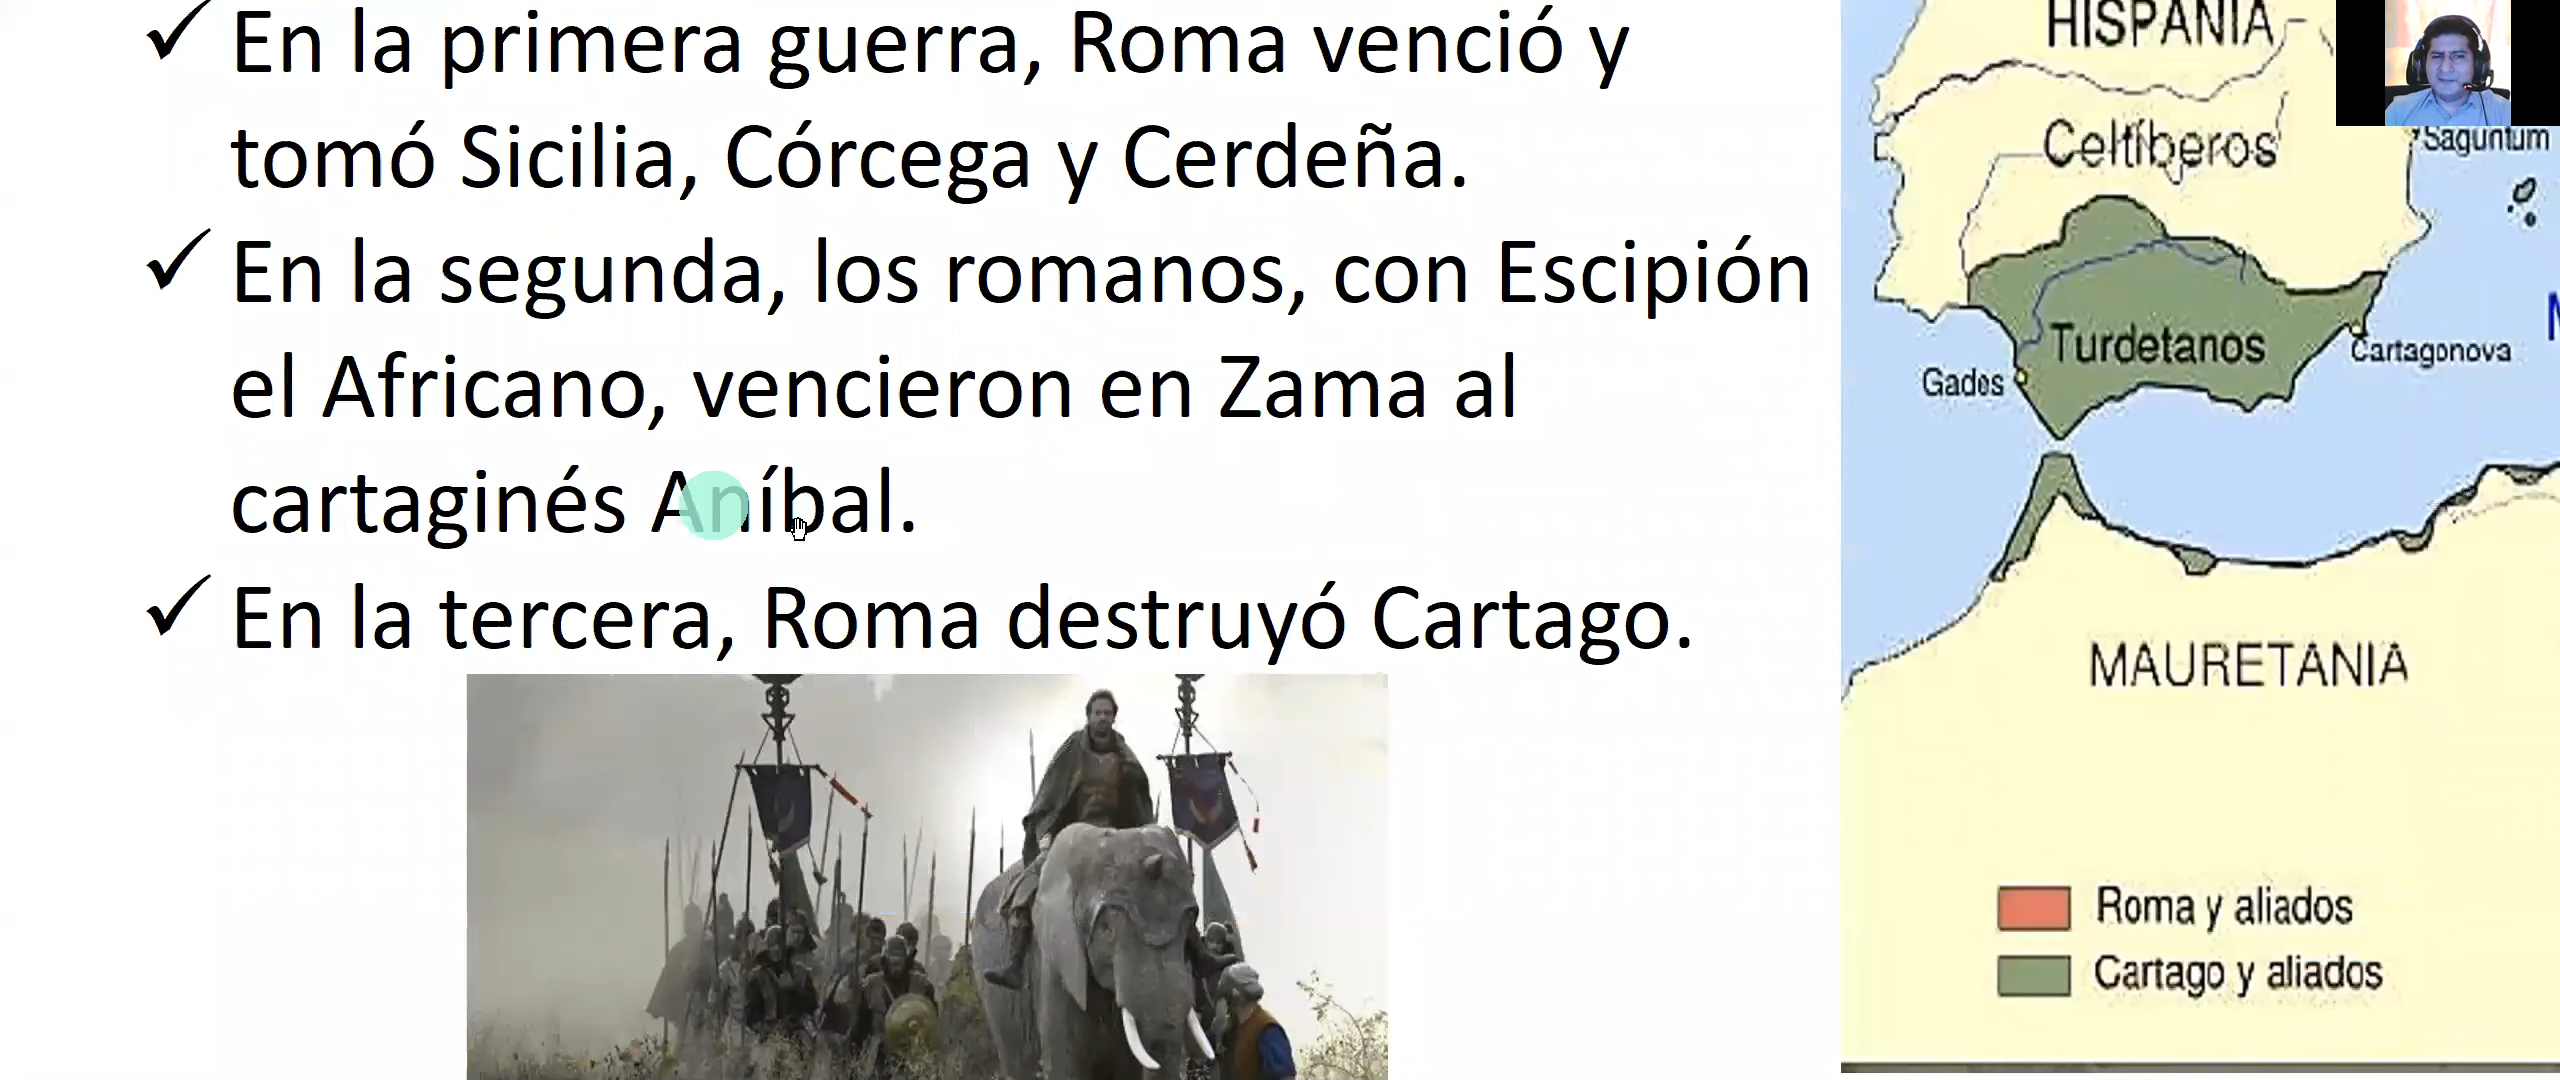 ✓ En la primera guerra, Roma venció y
tomó Sicilia, Córcega y Cerdeña.
✓ En la segunda, los romanos, con Escipión
el Africano, vencieron en Zama al
cartaginés Aníbal.
✓ En la tercera, Roma destruyó Cartago.
HISPANIA
Celtíberos
Saguntum
Turdetanos
Cartagonova
Gades
MAURETANIA
Roma y aliados
Cartago y aliados